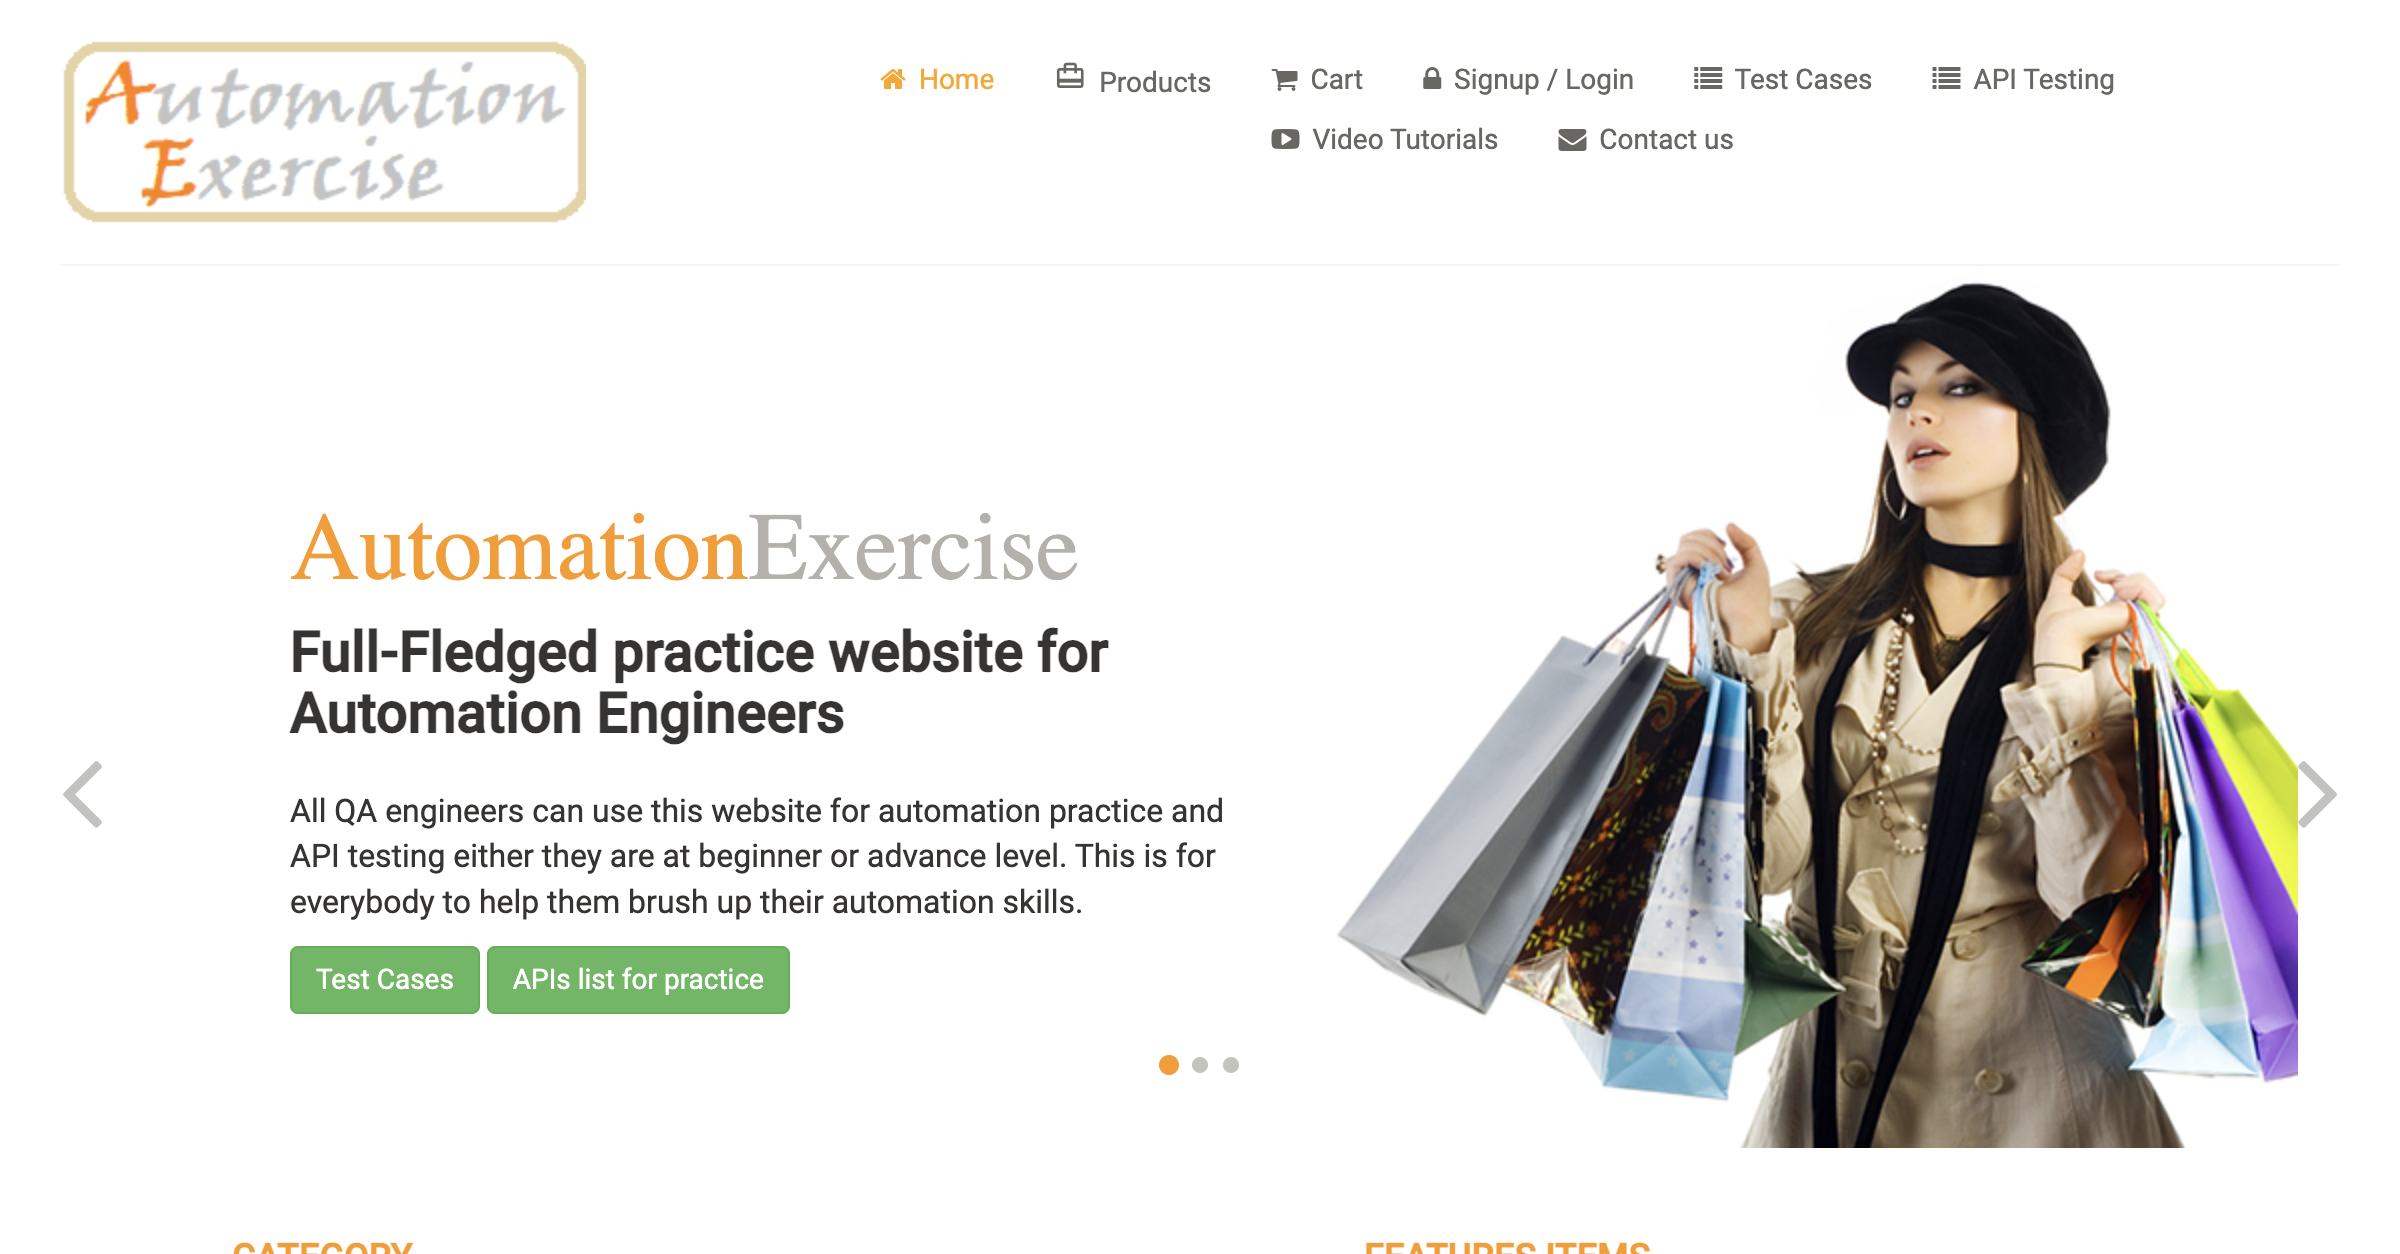 Automation
Exercise
Home Products Cart Signup / Login Test Cases API Testing
Video Tutorials Contact us
AutomationExercise
Full-Fledged practice website for
Automation Engineers
All QA engineers can use this website for automation practice and
API testing either they are at beginner or advance level. This is for
everybody to help them brush up their automation skills.
Test Cases APIs list for practice
CATEGORY FEATURES ITEMS